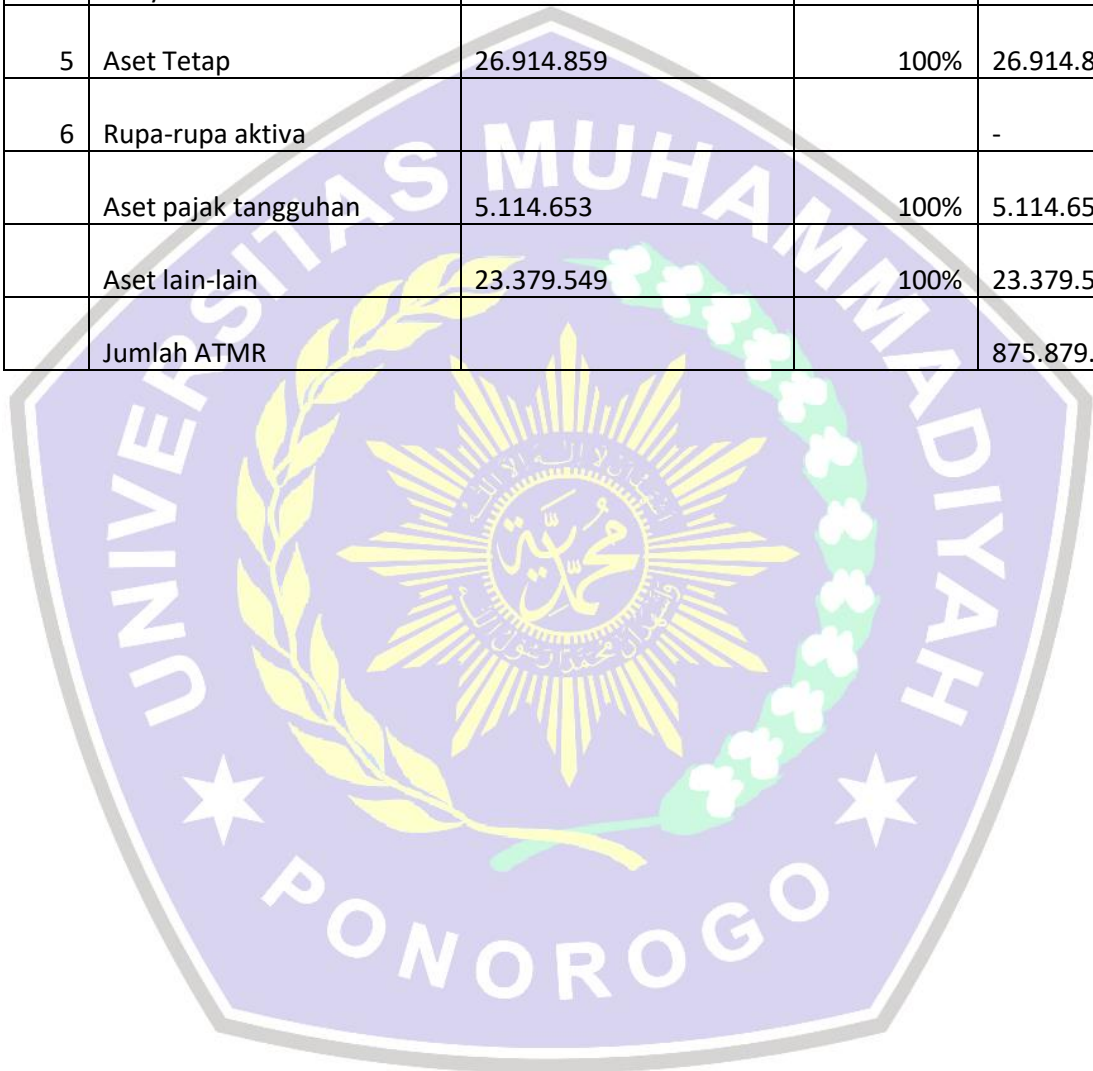 5 Aset Tetap 26.914.859 100% 26.914.8
6 Rupa-rupa aktiva -
Aset pajak tangguhan 5.114.653 100% 5.114.65
Aset lain-lain 23.379.549 100% 23.379.5
Jumlah ATMR 875.879.
UNIVERSITAS MUHAMMADIYAH
PONOROGO